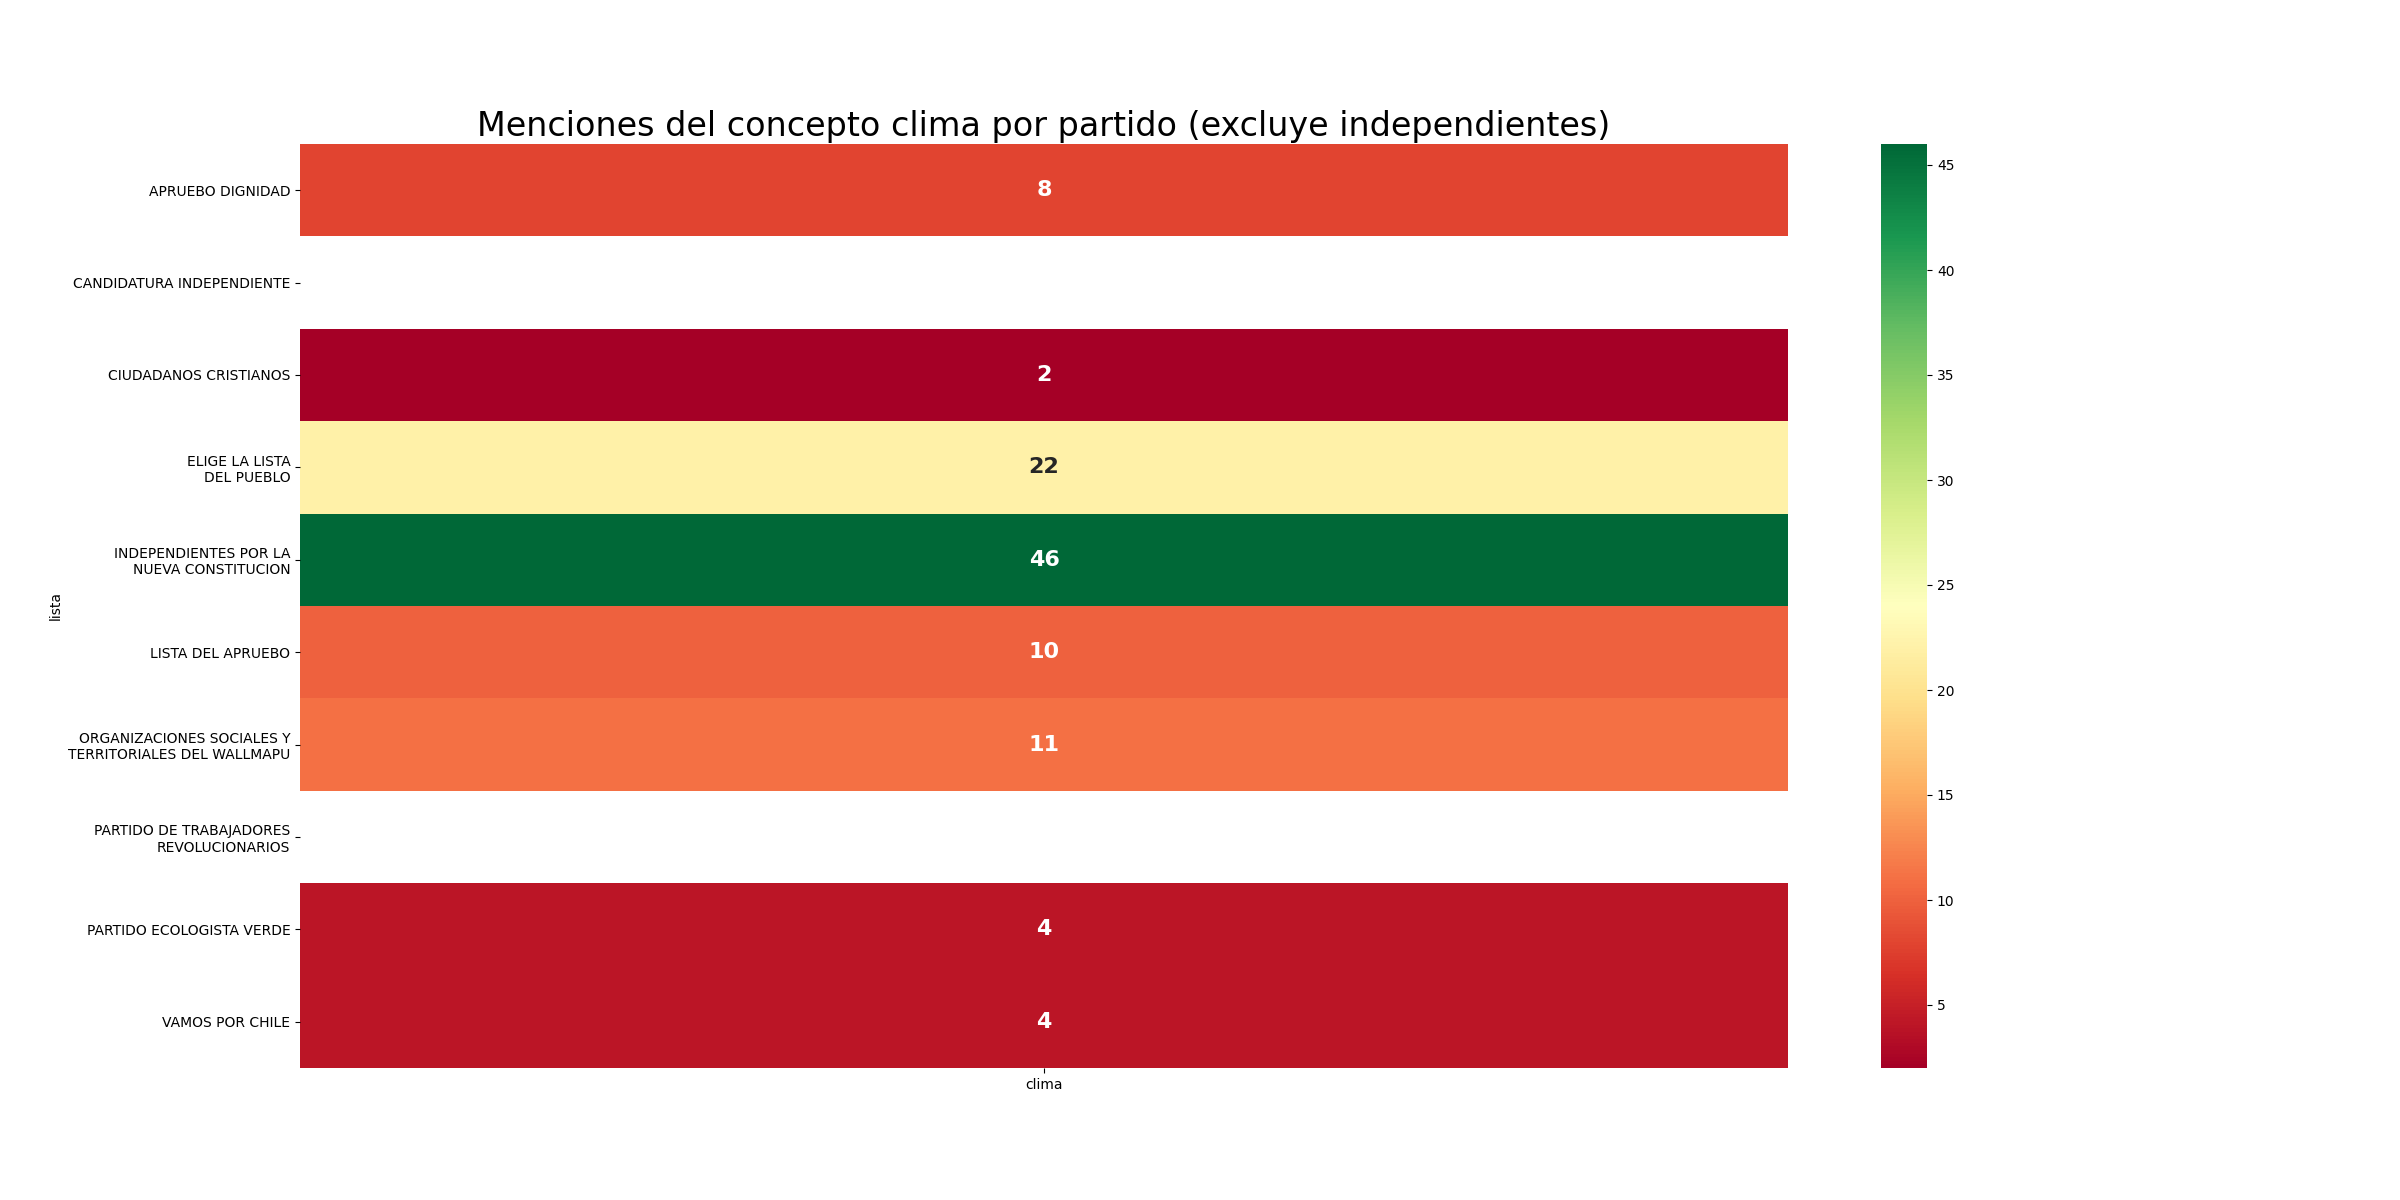 Menciones del concepto clima por partido (excluye independientes)
APRUEBO DIGNIDAD
8
CANDIDATURA INDEPENDIENTE
CIUDADANOS CRISTIANOS
2
ELIGE LA LISTA
DEL PUEBLO
22
INDEPENDIENTES POR LA
NUEVA CONSTITUCION
46
LISTA DEL APRUEBO
10
ORGANIZACIONES SOCIALES Y
TERRITORIALES DEL WALLMAPU
11
PARTIDO DE TRABAJADORES
REVOLUCIONARIOS
PARTIDO ECOLOGISTA VERDE
4
VAMOS POR CHILE
4
lista
clima
45
40
35
30
25
20
15
10
5